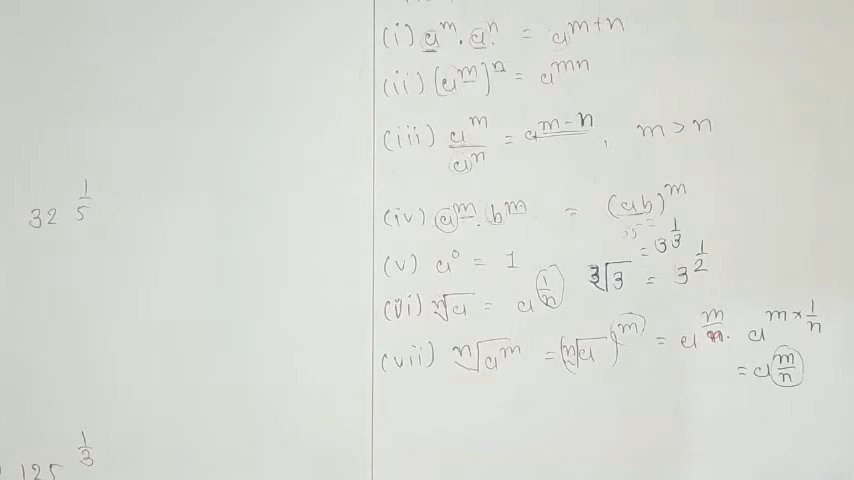 32^(1/5)
125^(1/3)
(i) a^m . a^n = a^(m+n)
(ii) (a^m)^n = a^(mn)
(iii) a^m/a^n = a^(m-n), m > n
(iv) a^m . b^m = (ab)^m
= 3^(1/3)
(v) a^0 = 1 ∛3 = 3^(1/2)
(vi) ⁿ√a = a^(1/n)
(vii) ⁿ√a^m = (ⁿ√a)^m = a^(m/n) . a^(m×1/n)
= a^(m/n)